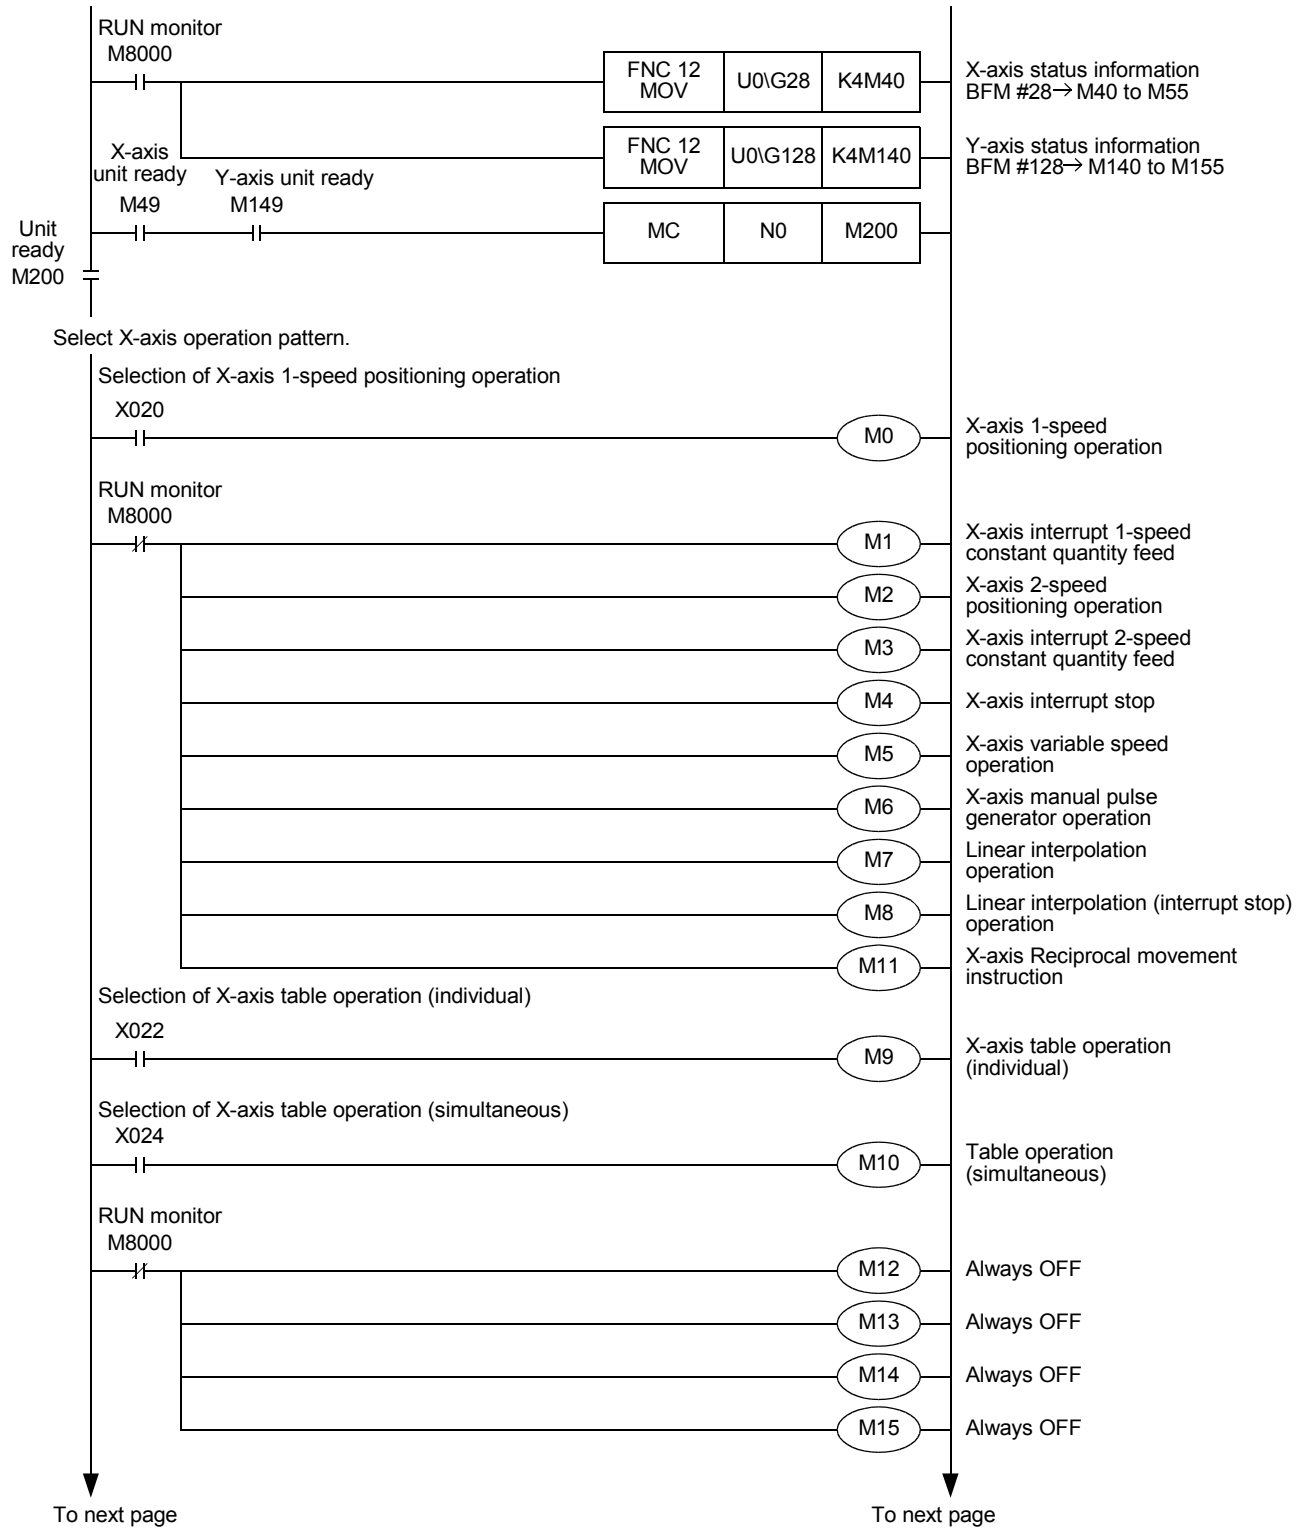 RUN monitor
M8000
FNC 12
MOV
U0\G28
K4M40
X-axis status information
BFM #28→ M40 to M55
FNC 12
MOV
U0\G128
K4M140
Y-axis status information
BFM #128→ M140 to M155
X-axis
unit ready
M49
Y-axis unit ready
M149
MC
N0
M200
Unit
ready
M200
Select X-axis operation pattern.
Selection of X-axis 1-speed positioning operation
X020
M0
X-axis 1-speed
positioning operation
RUN monitor
M8000
M1
X-axis interrupt 1-speed
constant quantity feed
M2
X-axis 2-speed
positioning operation
M3
X-axis interrupt 2-speed
constant quantity feed
M4
X-axis interrupt stop
M5
X-axis variable speed
operation
M6
X-axis manual pulse
generator operation
M7
Linear interpolation
operation
M8
Linear interpolation (interrupt stop)
operation
M11
X-axis Reciprocal movement
instruction
Selection of X-axis table operation (individual)
X022
M9
X-axis table operation
(individual)
Selection of X-axis table operation (simultaneous)
X024
M10
Table operation
(simultaneous)
RUN monitor
M8000
M12
Always OFF
M13
Always OFF
M14
Always OFF
M15
Always OFF
To next page
To next page